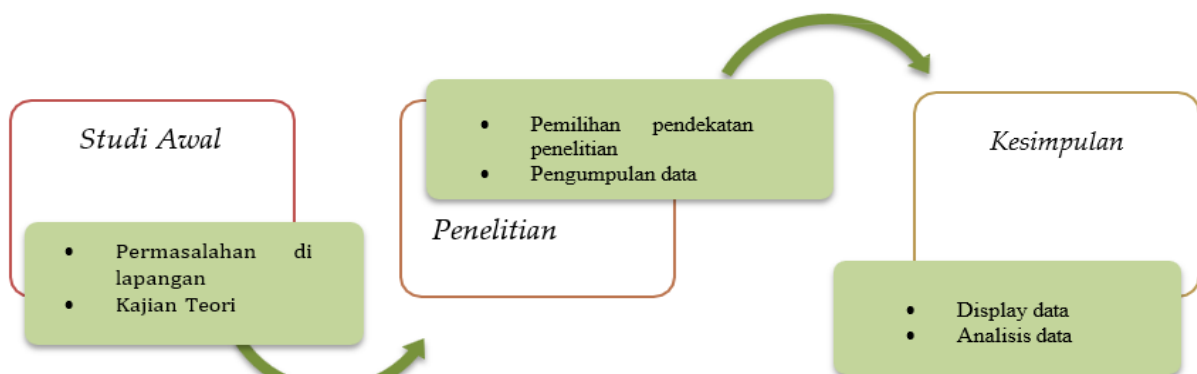 Studi Awal
• Permasalahan di
lapangan
• Kajian Teori
• Pemilihan pendekatan
penelitian
• Pengumpulan data
Penelitian
Kesimpulan
• Display data
• Analisis data